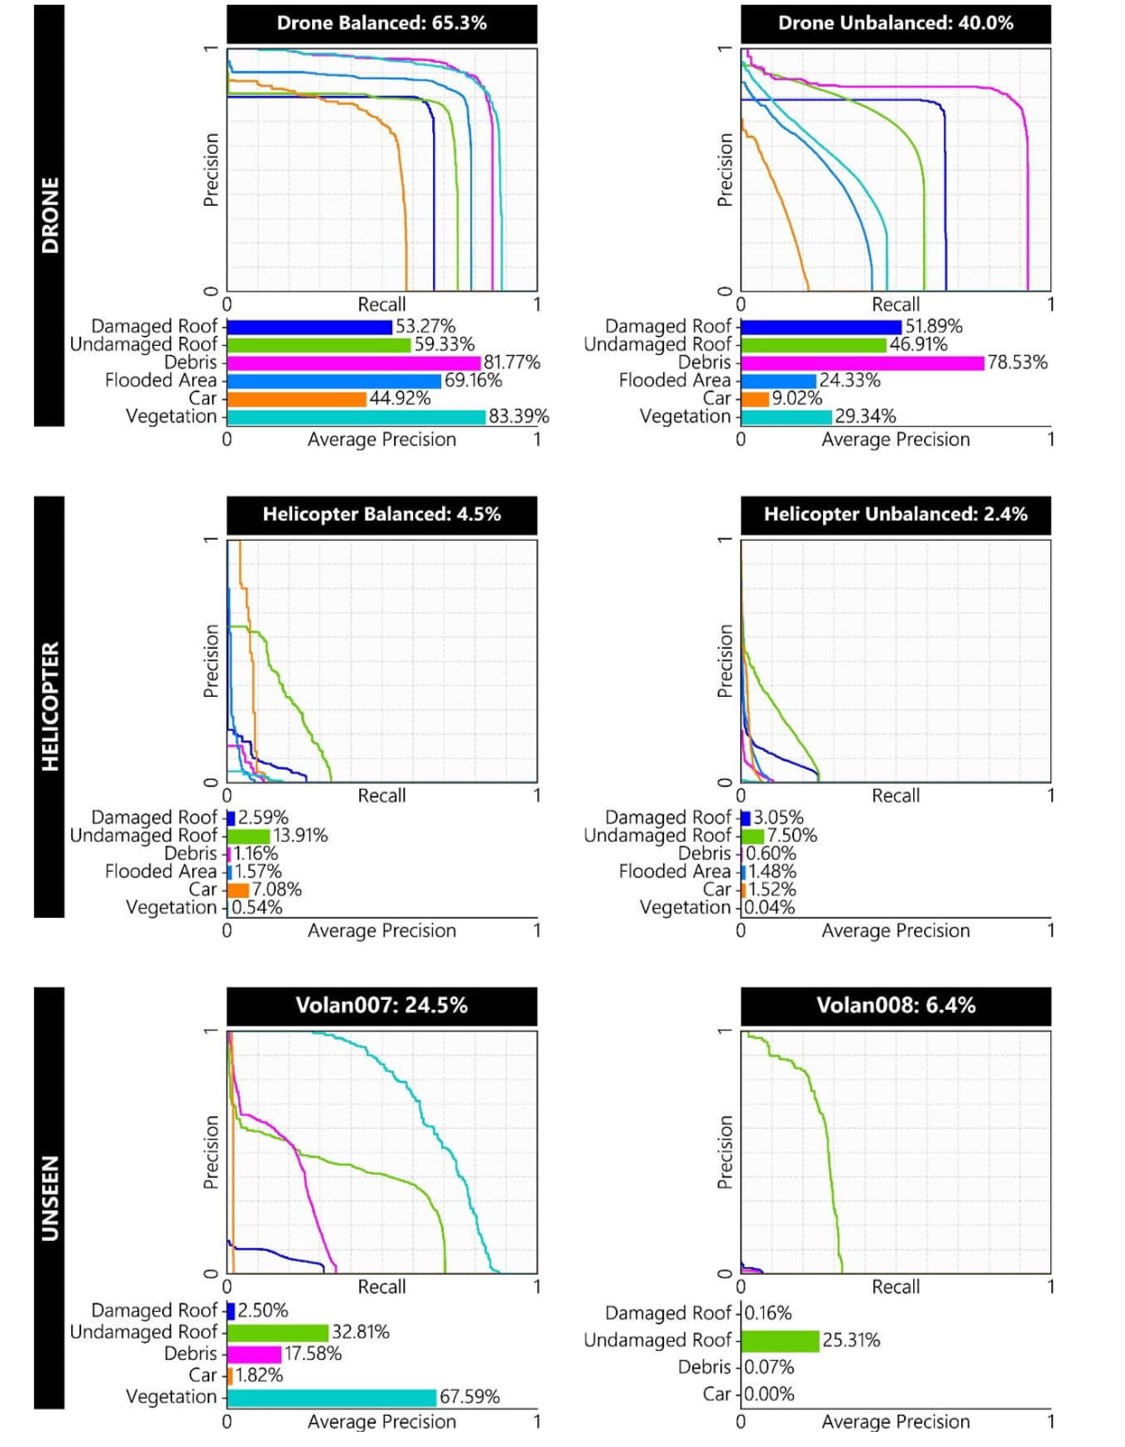 DRONE
Drone Balanced: 65.3%
1
Precision
0
0 Recall 1
Damaged Roof 53.27%
Undamaged Roof 59.33%
Debris 81.77%
Flooded Area 69.16%
Car 44.92%
Vegetation 83.39%
0 Average Precision 1
Drone Unbalanced: 40.0%
1
Precision
0
0 Recall 1
Damaged Roof 51.89%
Undamaged Roof 46.91%
Debris 78.53%
Flooded Area 24.33%
Car 9.02%
Vegetation 29.34%
0 Average Precision 1
HELICOPTER
Helicopter Balanced: 4.5%
1
Precision
0
0 Recall 1
Damaged Roof 2.59%
Undamaged Roof 13.91%
Debris 1.16%
Flooded Area 1.57%
Car 7.08%
Vegetation 0.54%
0 Average Precision 1
Helicopter Unbalanced: 2.4%
1
Precision
0
0 Recall 1
Damaged Roof 3.05%
Undamaged Roof 7.50%
Debris 0.60%
Flooded Area 1.48%
Car 1.52%
Vegetation 0.04%
0 Average Precision 1
UNSEEN
Volan007: 24.5%
1
Precision
0
0 Recall 1
Damaged Roof 2.50%
Undamaged Roof 32.81%
Debris 17.58%
Car 1.82%
Vegetation 67.59%
0 Average Precision 1
Volan008: 6.4%
1
Precision
0
0 Recall 1
Damaged Roof 0.16%
Undamaged Roof 25.31%
Debris 0.07%
Car 0.00%
0 Average Precision 1